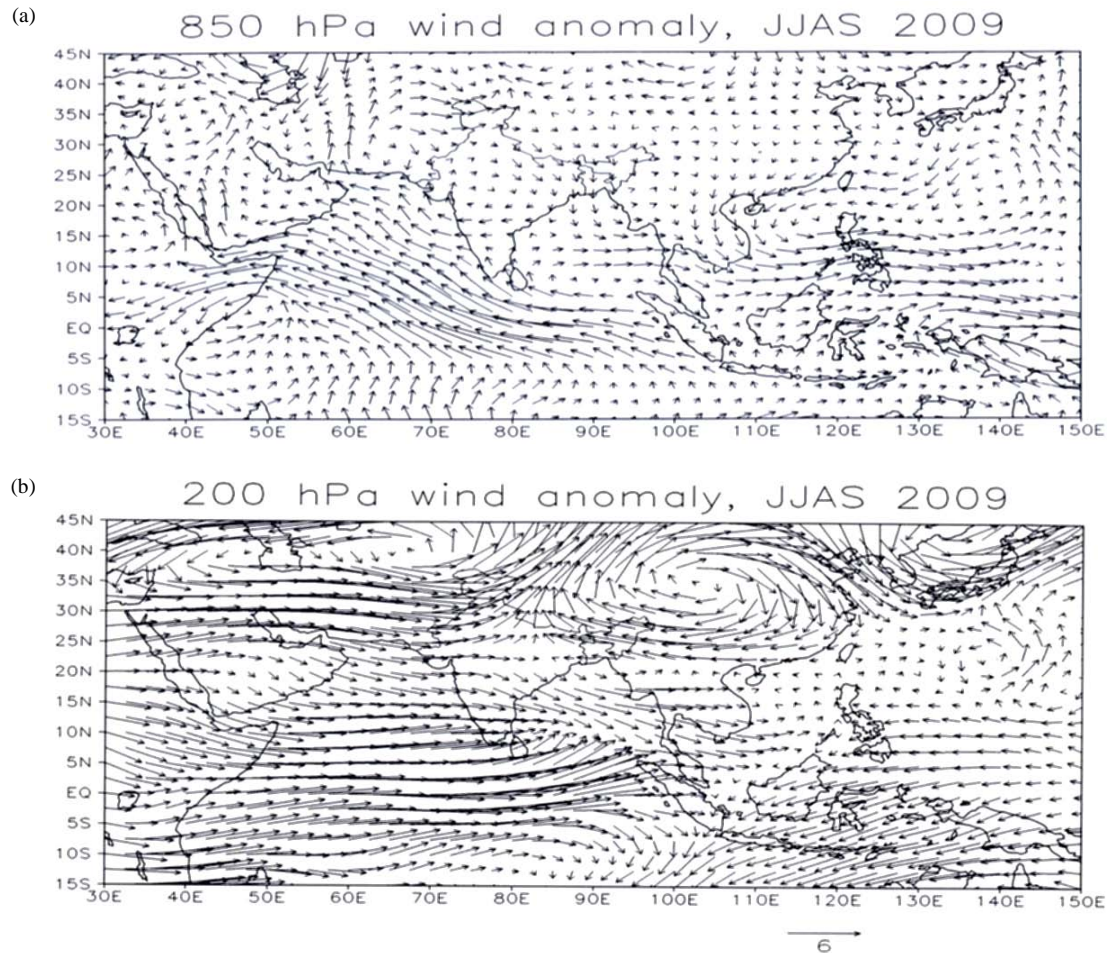 (a)
850 hPa wind anomaly, JJAS 2009
45N
40N
35N
30N
25N
20N
15N
10N
5N
EQ
5S
10S
15S
30E 40E 50E 60E 70E 80E 90E 100E 110E 120E 130E 140E 150E
(b)
200 hPa wind anomaly, JJAS 2009
45N
40N
35N
30N
25N
20N
15N
10N
5N
EQ
5S
10S
15S
30E 40E 50E 60E 70E 80E 90E 100E 110E 120E 130E 140E 150E
6